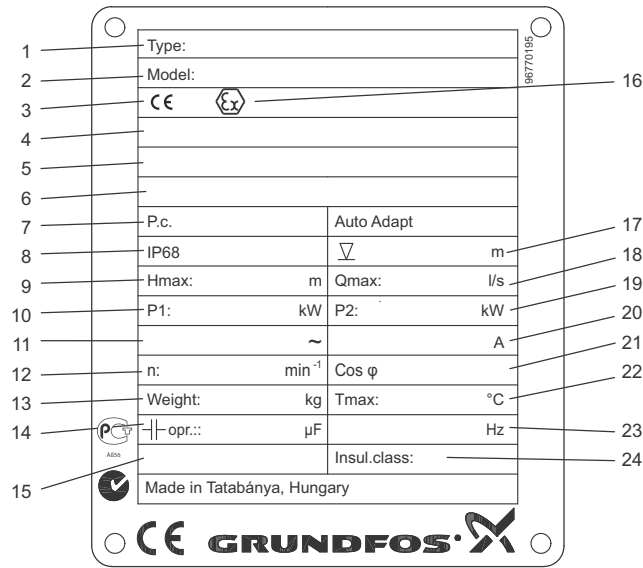 1 Type:
96770195
2 Model:
16
3 CE Ex
4
5
6
7 P.c. Auto Adapt
8 IP68 m 17
9 Hmax: m Qmax: l/s 18
10 P1: kW P2: kW 19
11 ~ A 20
12 n: min⁻¹ Cos φ 21
13 Weight: kg Tmax: °C 22
14 opr.:: μF Hz 23
15 Insul.class: 24
Made in Tatabánya, Hungary
CE GRUNDFOS